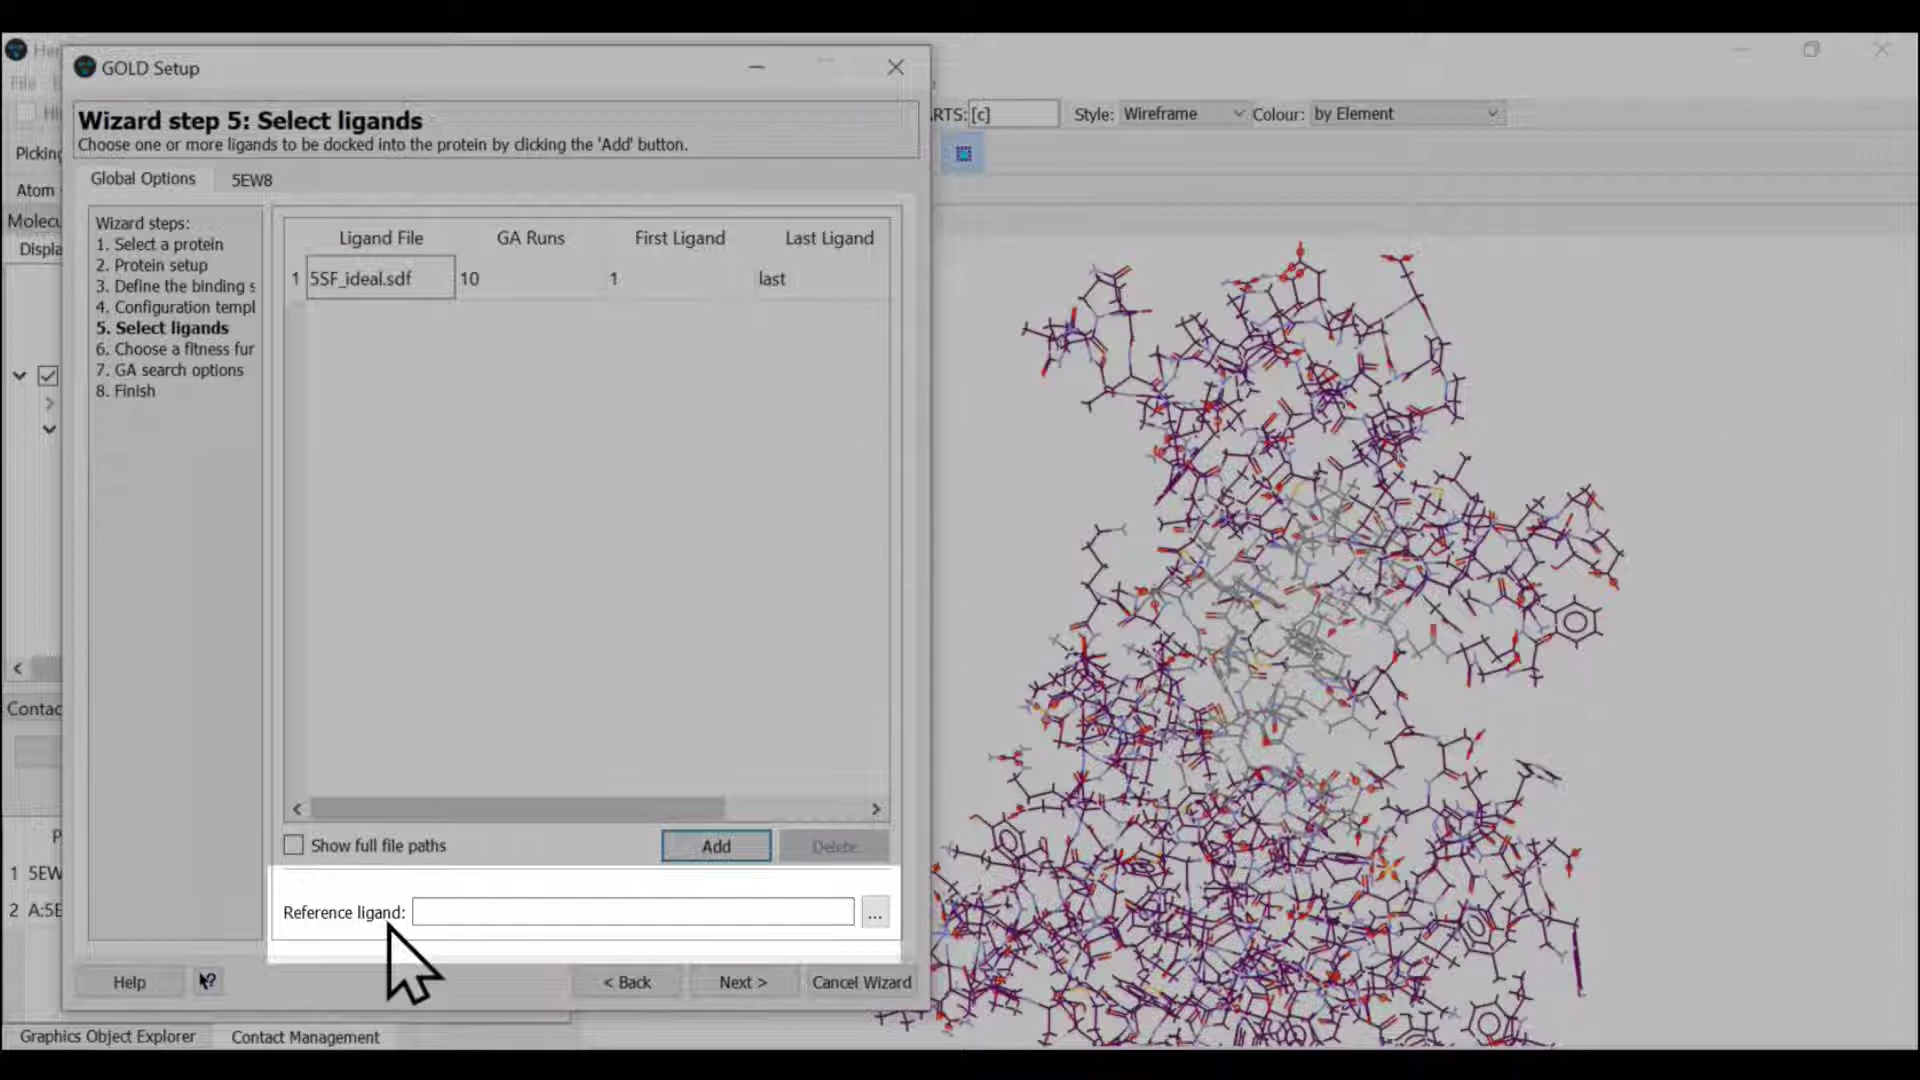 GOLD Setup
Wizard step 5: Select ligands
Choose one or more ligands to be docked into the protein by clicking the 'Add' button.
Global Options
5EW8
Wizard steps:
1. Select a protein
2. Protein setup
3. Define the binding s
4. Configuration templ
5. Select ligands
6. Choose a fitness fur
7. GA search options
8. Finish
Ligand File
GA Runs
First Ligand
Last Ligand
1
5SF_ideal.sdf
10
1
last
Show full file paths
Add
Delete
Reference ligand:
...
Help
< Back
Next >
Cancel Wizard
File
Picking
Atom
Molecu
Displa
Contac
P
1 5EW
2 A:5E
RTS: [c]
Style: Wireframe
Colour: by Element
Graphics Object Explorer
Contact Management